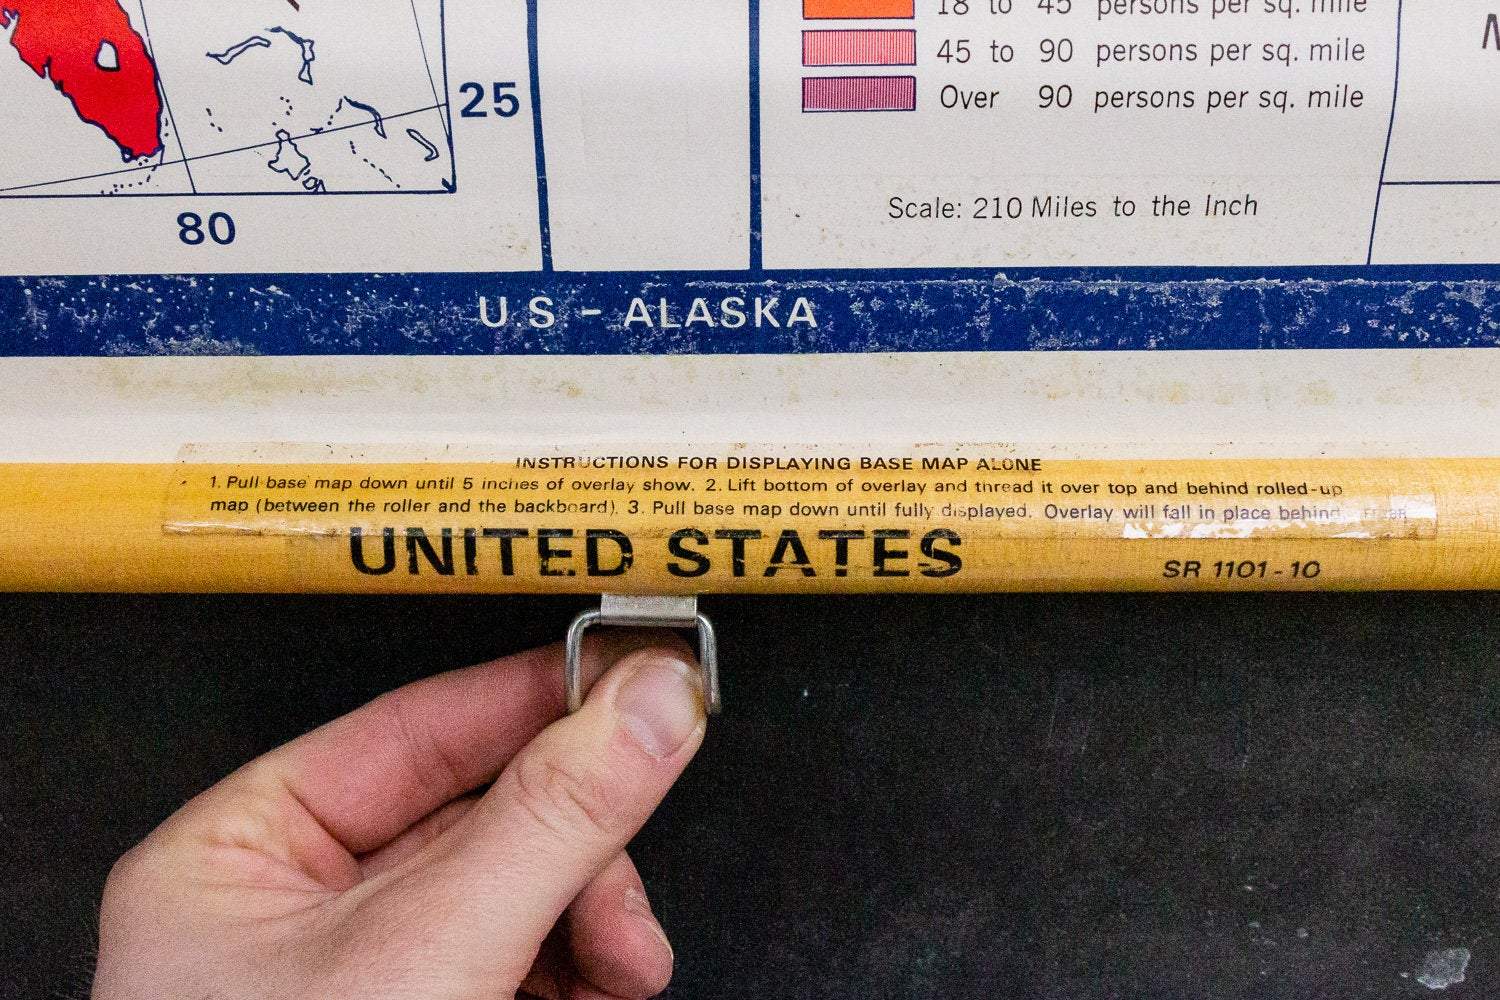 18 to 45 persons per sq. mile
45 to 90 persons per sq. mile
Over 90 persons per sq. mile
25
Scale: 210 Miles to the Inch
80
US - ALASKA
INSTRUCTIONS FOR DISPLAYING BASE MAP ALONE
1. Pull base map down until 5 inches of overlay show. 2. Lift bottom of overlay and thread it over top and behind rolled-up
map (between the roller and the backboard). 3. Pull base map down until fully displayed. Overlay will fall in place behind.
UNITED STATES
SR 1101-10